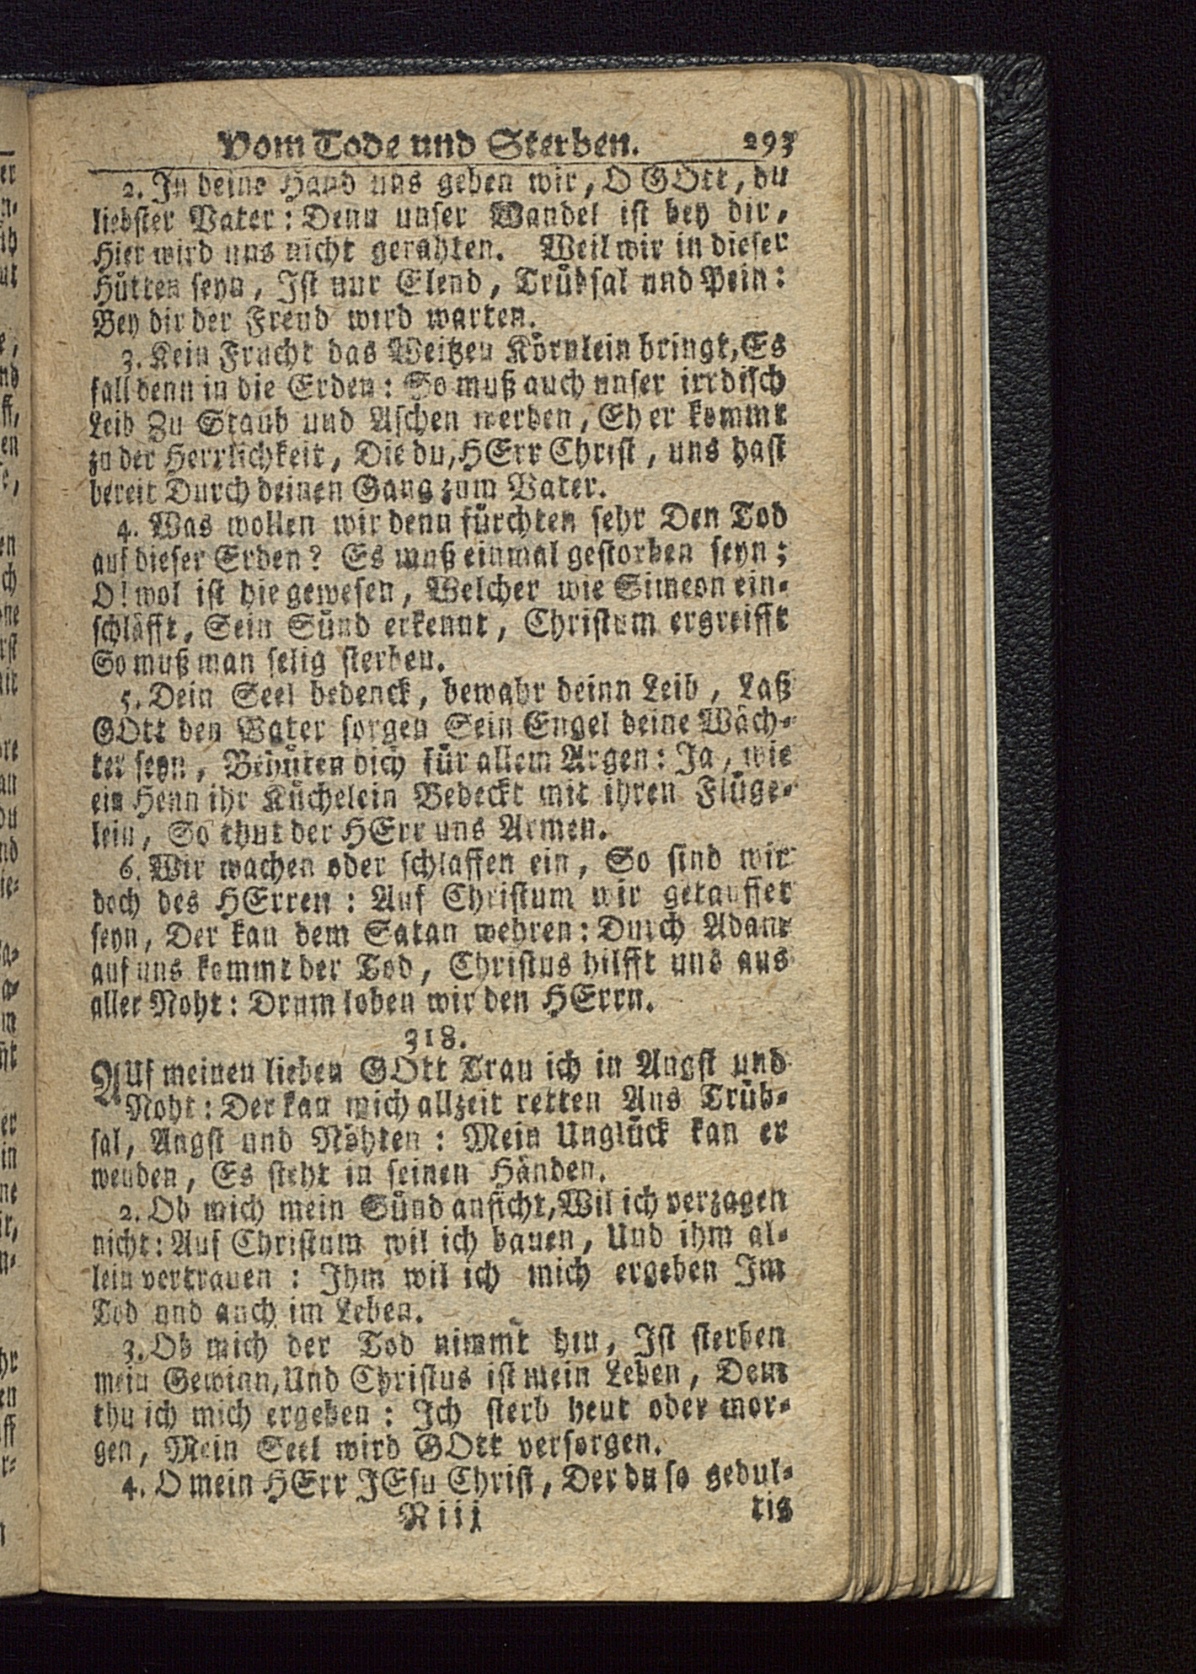 Vom Tode und Sterben. 293
2. In deine Hand uns geben wir, O GOtt, du
liebster Vater: Denn unser Wandel ist bey dir,
Hier wird uns nicht gerahten. Weil wir in dieser
Hütten seyn, Ist nur Elend, Trübsal und Pein:
Bey dir der Freud wird warten.
3. Kein Frucht das Weitzen Körnlein bringt, Es
fall denn in die Erden: So muß auch unser irrdisch
Leib Zu Staub und Aschen werden, Eh er kommt
zu der Herrlichkeit, Die du, HErr Christ, uns hast
bereit Durch deinen Gang zum Vater.
4. Was wollen wir denn fürchten sehr Den Tod
auf dieser Erden? Es muß einmal gestorben seyn;
O! wol ist hie gewesen, Welcher wie Simeon ein-
schläfft, Sein Sünd erkennt, Christum ergreifft
So muß man selig sterben.
5. Dein Seel bedenck, bewahr deinn Leib, Laß
GOtt den Vater sorgen Sein Engel deine Wäch-
ter seyn, Behüten dich für allem Argen: Ja, wie
ein Henn ihr Küchelein Bedeckt mit ihren Flüge-
lein, So thut der HErr uns Armen.
6. Wir wachen oder schlaffen ein, So sind wir
doch des HErren: Auf Christum wir getauffet
seyn, Der kan dem Satan wehren: Durch Adam
auf uns kommt der Tod, Christus hilfft uns aus
aller Noht: Drum loben wir den HErrn.
318.
AUf meinen lieben GOtt Trau ich in Angst und
Noht: Der kan mich allzeit retten Aus Trüb-
sal, Angst und Nöhten: Mein Unglück kan er
wenden, Es steht in seinen Händen.
2. Ob mich mein Sünd anficht, Wil ich verzagen
nicht: Auf Christum wil ich bauen, Und ihm al-
lein vertrauen: Ihm wil ich mich ergeben Im
Tod und auch im Leben.
3. Ob mich der Tod nimmt hin, Ist sterben
mein Gewinn, Und Christus ist mein Leben, Dem
thu ich mich ergeben: Ich sterb heut oder mor-
gen, Mein Seel wird GOtt versorgen.
4. O mein HErr JEsu Christ, Der du so gedul-
N iij tig